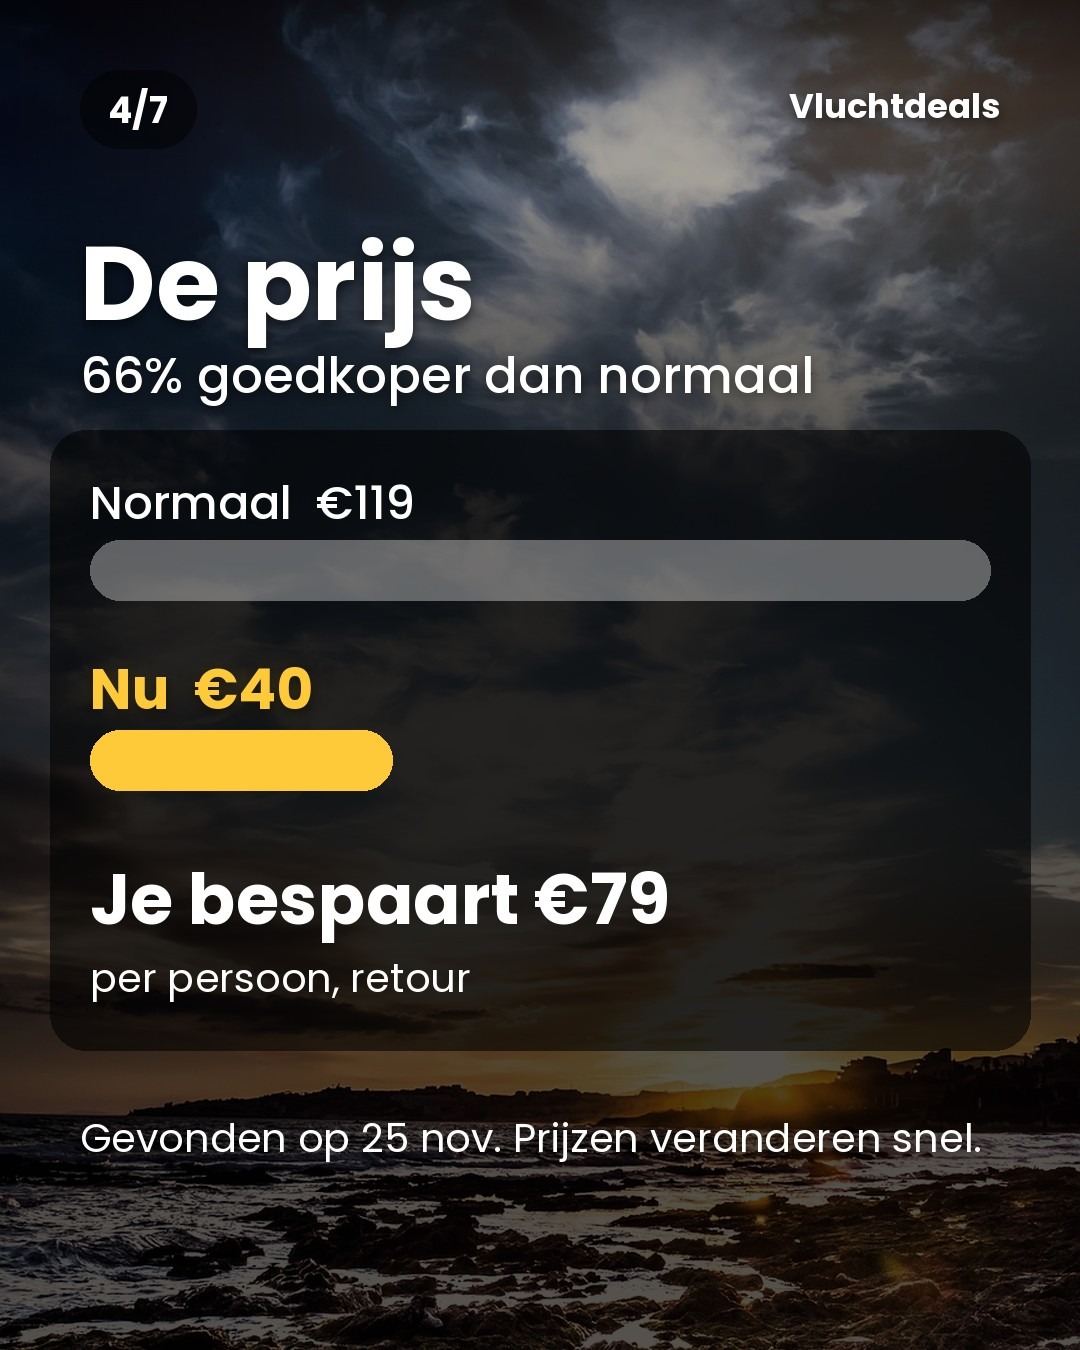 4/7
Vluchtdeals
De prijs
66% goedkoper dan normaal
Normaal €119
Nu €40
Je bespaart €79
per persoon, retour
Gevonden op 25 nov. Prijzen veranderen snel.